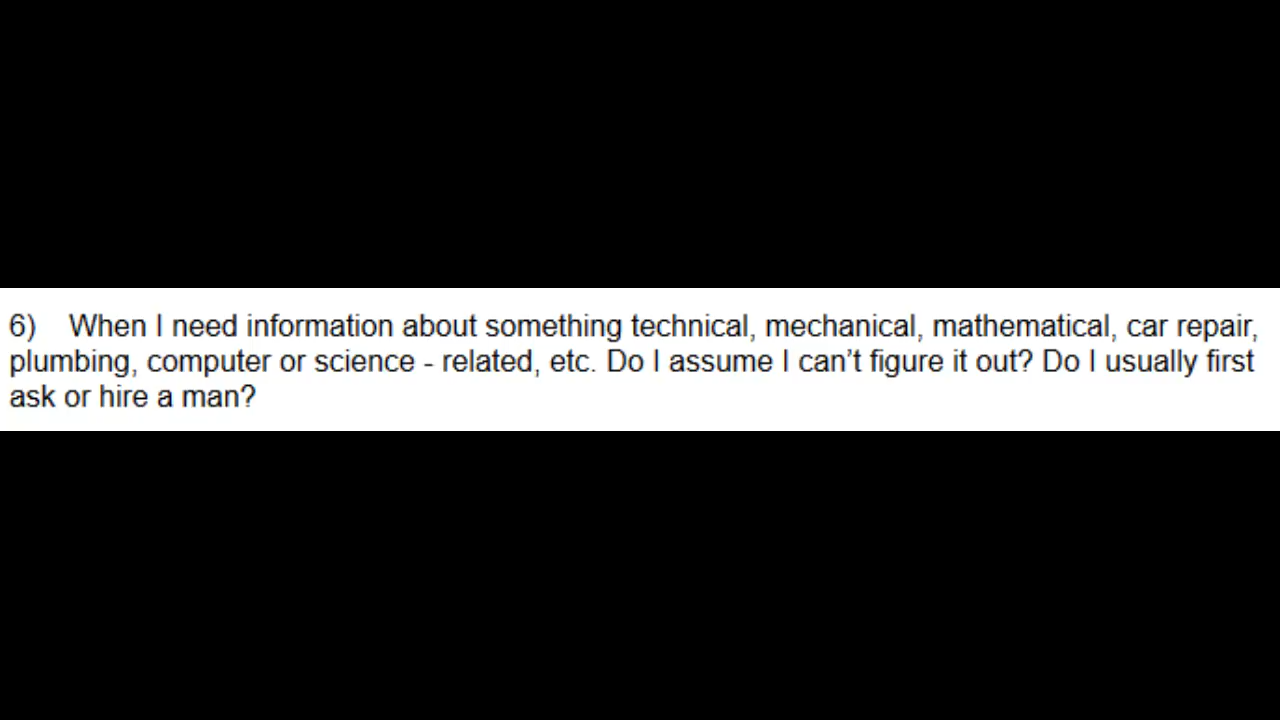 6) When I need information about something technical, mechanical, mathematical, car repair,
plumbing, computer or science - related, etc. Do I assume I can’t figure it out? Do I usually first
ask or hire a man?